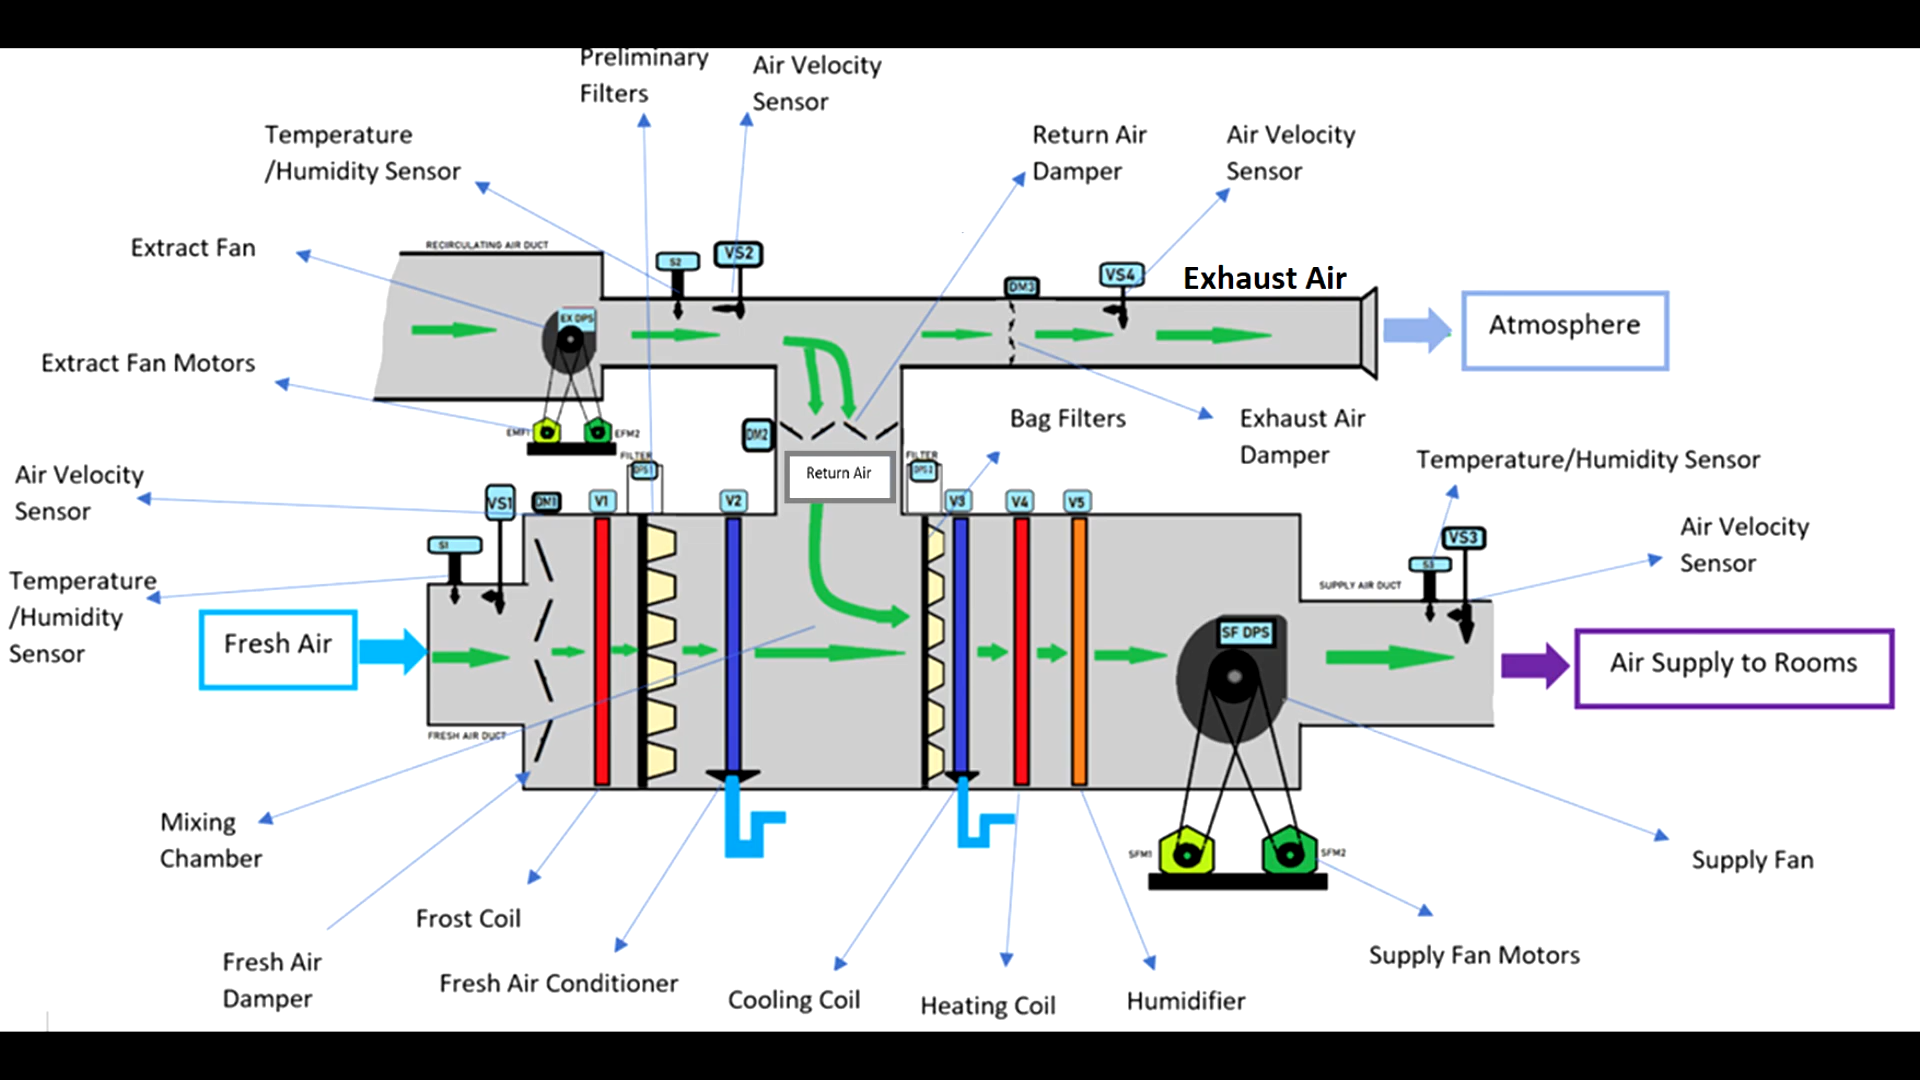 Preliminary
Filters
Air Velocity
Sensor
Temperature
/Humidity Sensor
Return Air
Damper
Air Velocity
Sensor
Extract Fan
RECIRCULATING AIR DUCT
S2
VS2
DM3
VS4
Exhaust Air
EX DPS
Atmosphere
Extract Fan Motors
EMF1
EFM2
DM2
Bag Filters
Exhaust Air
Damper
FILTER
DPS1
Return Air
FILTER
DPS2
Temperature/Humidity Sensor
Air Velocity
Sensor
VS1
DM1
V1
V2
V3
V4
V5
S1
VS3
S3
Air Velocity
Sensor
Temperature
/Humidity
Sensor
SUPPLY AIR DUCT
Fresh Air
SF DPS
Air Supply to Rooms
FRESH AIR DUCT
Mixing
Chamber
SFM1
SFM2
Supply Fan
Frost Coil
Fresh Air
Damper
Fresh Air Conditioner
Cooling Coil
Heating Coil
Humidifier
Supply Fan Motors